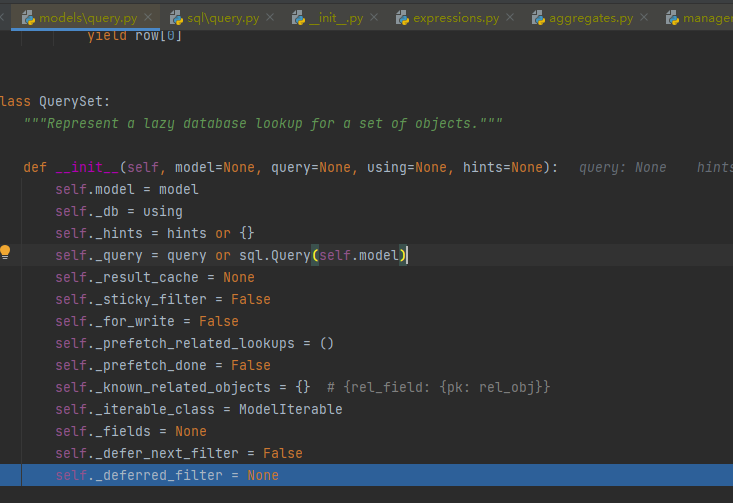 models\query.py sql\query.py __init__.py expressions.py aggregates.py manager
yield row[0]
lass QuerySet:
"""Represent a lazy database lookup for a set of objects."""
def __init__(self, model=None, query=None, using=None, hints=None): query: None hints
self.model = model
self._db = using
self._hints = hints or {}
self._query = query or sql.Query(self.model)
self._result_cache = None
self._sticky_filter = False
self._for_write = False
self._prefetch_related_lookups = ()
self._prefetch_done = False
self._known_related_objects = {} # {rel_field: {pk: rel_obj}}
self._iterable_class = ModelIterable
self._fields = None
self._defer_next_filter = False
self._deferred_filter = None